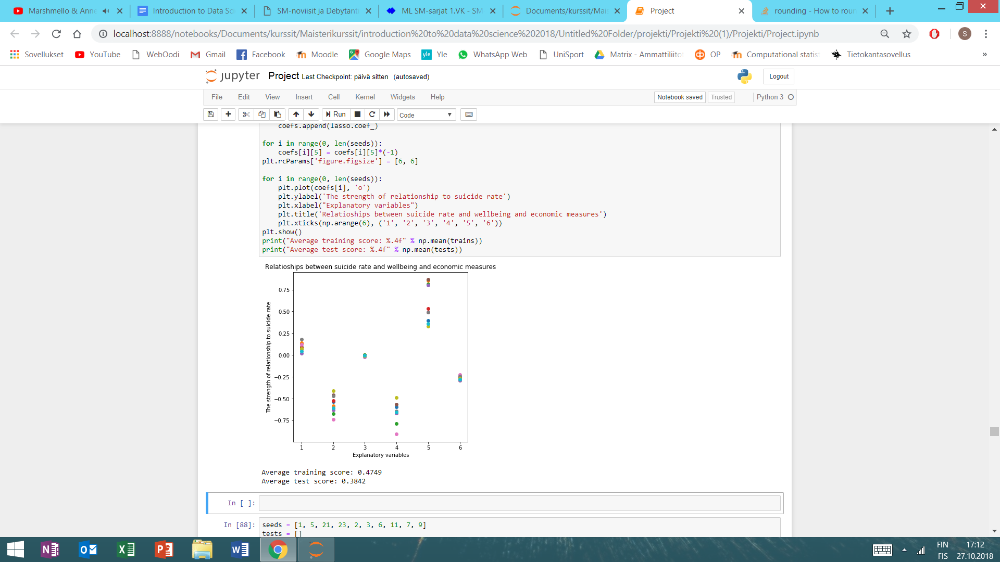 Marshmello & Anne
Introduction to Data Sci
SM-noviisit ja Debytanti
ML SM-sarjat 1.VK - SM
Documents/kurssit/Mais
Project
rounding - How to roun
localhost:8888/notebooks/Documents/kurssit/Maisterikurssit/introduction%20to%20data%20science%202018/Untitled%20Folder/projekti/Projekti%20(1)/Projekti/Project.ipynb
S
Sovellukset YouTube WebOodi Gmail Facebook Moodle Google Maps yle Yle WhatsApp Web UniSport Matrix - Ammattiliito OP Computational statist Tietokantasovellus »
jupyter Project Last Checkpoint: päivä sitten (autosaved)
Logout
File Edit View Insert Cell Kernel Widgets Help
Notebook saved Trusted Python 3
Run Code
coefs.append(lasso.coef_)
for i in range(0, len(seeds)):
    coefs[i][5] = coefs[i][5]*(-1)
plt.rcParams['figure.figsize'] = [6, 6]
for i in range(0, len(seeds)):
    plt.plot(coefs[i], 'o')
    plt.ylabel('The strength of relationship to suicide rate')
    plt.xlabel("Explanatory variables")
    plt.title('Relatioships between suicide rate and wellbeing and economic measures')
    plt.xticks(np.arange(6), ('1', '2', '3', '4', '5', '6'))
plt.show()
print("Average training score: %.4f" % np.mean(trains))
print("Average test score: %.4f" % np.mean(tests))
Relatioships between suicide rate and wellbeing and economic measures
The strength of relationship to suicide rate
0.75
0.50
0.25
0.00
−0.25
−0.50
−0.75
1 2 3 4 5 6
Explanatory variables
Average training score: 0.4749
Average test score: 0.3842
In [ ]:
In [88]: seeds = [1, 5, 21, 23, 2, 3, 6, 11, 7, 9]
tests = []
FIN 17:12
FIS 27.10.2018